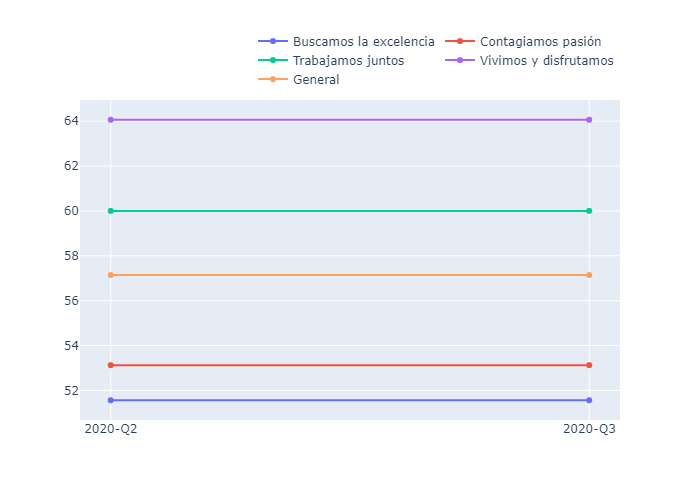 Buscamos la excelencia Contagiamos pasión
Trabajamos juntos Vivimos y disfrutamos
General
64
62
60
58
56
54
52
2020-Q2 2020-Q3